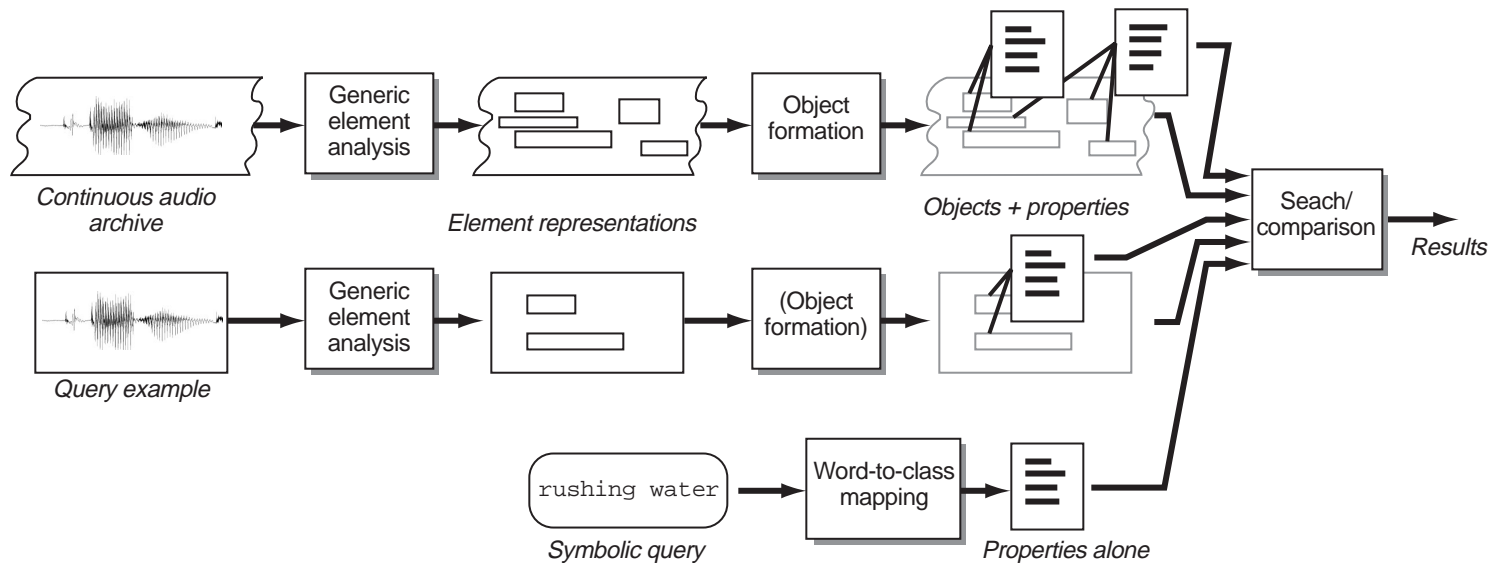 Generic
element
analysis
Object
formation
Continuous audio
archive
Element representations
Objects + properties
Seach/
comparison
Results
Generic
element
analysis
(Object
formation)
Query example
rushing water
Word-to-class
mapping
Symbolic query
Properties alone